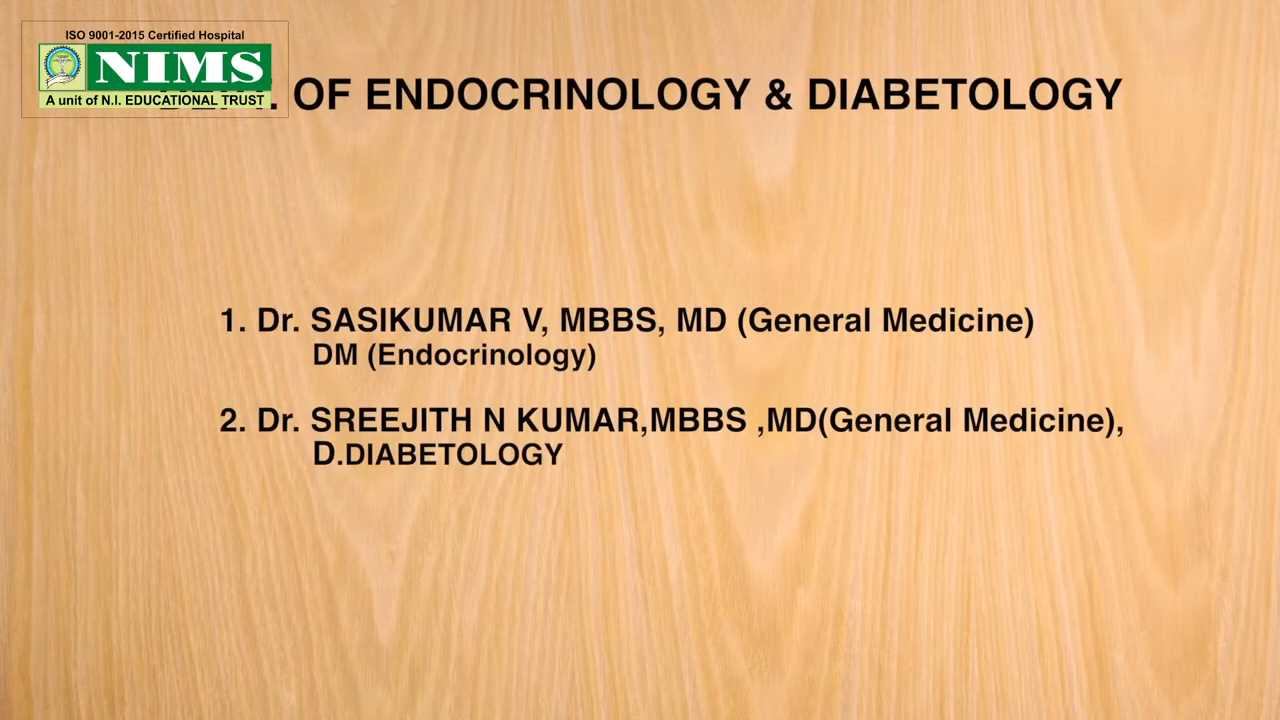 ISO 9001-2015 Certified Hospital
NIMS
A unit of N.I. EDUCATIONAL TRUST
OF ENDOCRINOLOGY & DIABETOLOGY
1. Dr. SASIKUMAR V, MBBS, MD (General Medicine)
DM (Endocrinology)
2. Dr. SREEJITH N KUMAR,MBBS ,MD(General Medicine),
D.DIABETOLOGY